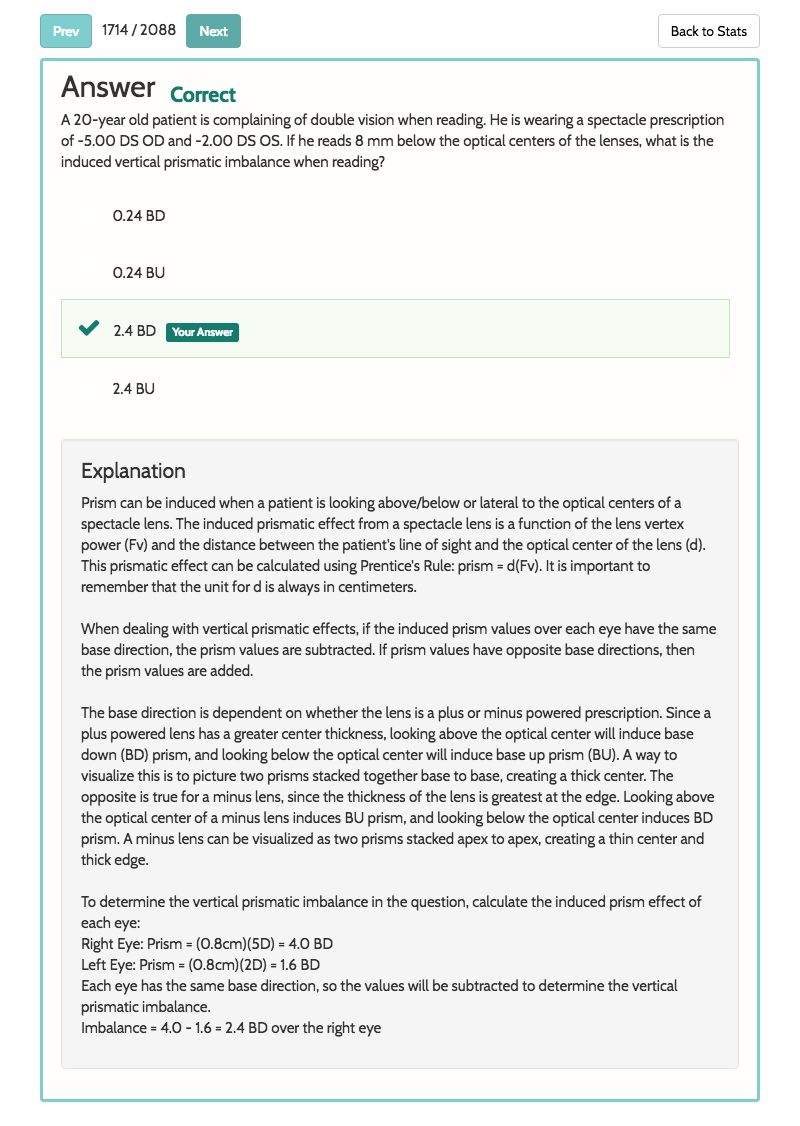 Prev 1714 / 2088 Next Back to Stats
Answer Correct
A 20-year old patient is complaining of double vision when reading. He is wearing a spectacle prescription
of -5.00 DS OD and -2.00 DS OS. If he reads 8 mm below the optical centers of the lenses, what is the
induced vertical prismatic imbalance when reading?
0.24 BD
0.24 BU
2.4 BD Your Answer
2.4 BU
Explanation
Prism can be induced when a patient is looking above/below or lateral to the optical centers of a
spectacle lens. The induced prismatic effect from a spectacle lens is a function of the lens vertex
power (Fv) and the distance between the patient's line of sight and the optical center of the lens (d).
This prismatic effect can be calculated using Prentice's Rule: prism = d(Fv). It is important to
remember that the unit for d is always in centimeters.
When dealing with vertical prismatic effects, if the induced prism values over each eye have the same
base direction, the prism values are subtracted. If prism values have opposite base directions, then
the prism values are added.
The base direction is dependent on whether the lens is a plus or minus powered prescription. Since a
plus powered lens has a greater center thickness, looking above the optical center will induce base
down (BD) prism, and looking below the optical center will induce base up prism (BU). A way to
visualize this is to picture two prisms stacked together base to base, creating a thick center. The
opposite is true for a minus lens, since the thickness of the lens is greatest at the edge. Looking above
the optical center of a minus lens induces BU prism, and looking below the optical center induces BD
prism. A minus lens can be visualized as two prisms stacked apex to apex, creating a thin center and
thick edge.
To determine the vertical prismatic imbalance in the question, calculate the induced prism effect of
each eye:
Right Eye: Prism = (0.8cm)(5D) = 4.0 BD
Left Eye: Prism = (0.8cm)(2D) = 1.6 BD
Each eye has the same base direction, so the values will be subtracted to determine the vertical
prismatic imbalance.
Imbalance = 4.0 - 1.6 = 2.4 BD over the right eye